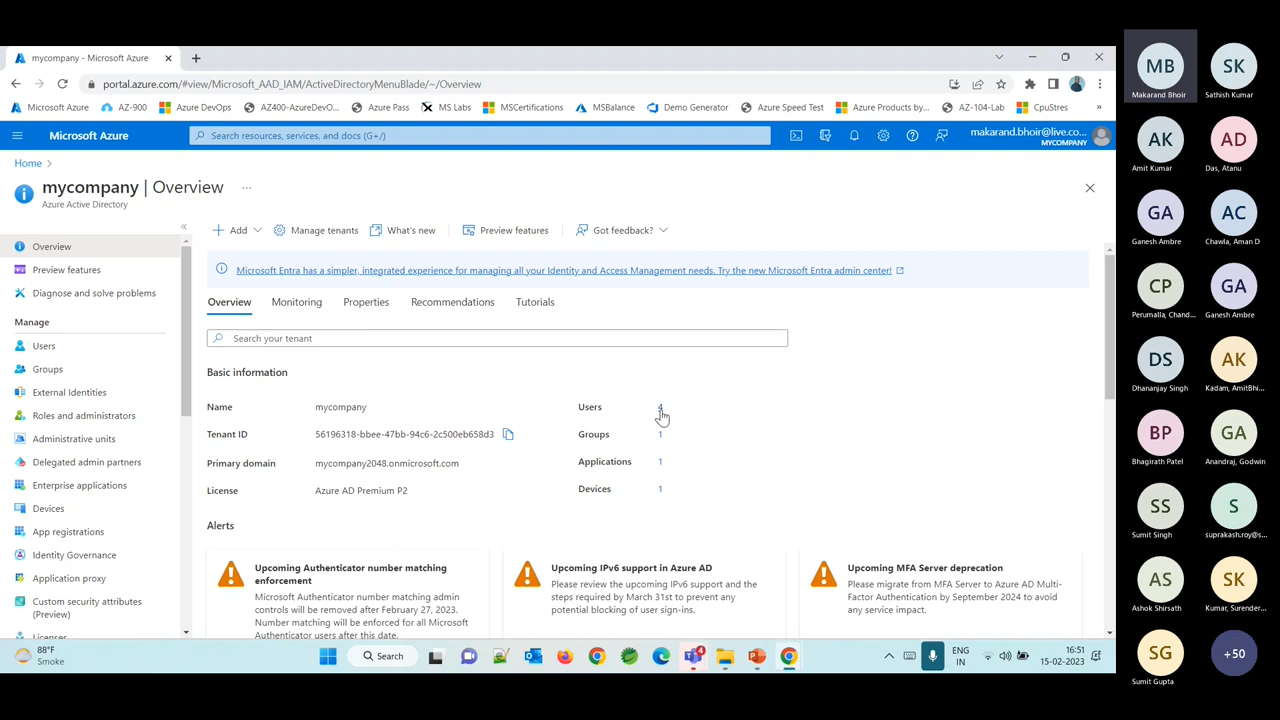 mycompany - Microsoft Azure
portal.azure.com/#view/Microsoft_AAD_IAM/ActiveDirectoryMenuBlade/~/Overview
Microsoft Azure
AZ-900
Azure DevOps
AZ400-AzureDevO...
Azure Pass
MS Labs
MSCertifications
MSBalance
Demo Generator
Azure Speed Test
Azure Products by...
AZ-104-Lab
CpuStres
»
Microsoft Azure
Search resources, services, and docs (G+/)
makarand.bhoir@live.co...
MYCOMPANY
Home >
mycompany | Overview
...
Azure Active Directory
«
Overview
Preview features
Diagnose and solve problems
Manage
Users
Groups
External Identities
Roles and administrators
Administrative units
Delegated admin partners
Enterprise applications
Devices
App registrations
Identity Governance
Application proxy
Custom security attributes
(Preview)
Licenses
Add
Manage tenants
What's new
Preview features
Got feedback?
Microsoft Entra has a simpler, integrated experience for managing all your Identity and Access Management needs. Try the new Microsoft Entra admin center!
Overview
Monitoring
Properties
Recommendations
Tutorials
Search your tenant
Basic information
Name
mycompany
Users
4
Tenant ID
56196318-bbee-47bb-94c6-2c500eb658d3
Groups
1
Primary domain
mycompany2048.onmicrosoft.com
Applications
1
License
Azure AD Premium P2
Devices
1
Alerts
Upcoming Authenticator number matching
enforcement
Microsoft Authenticator number matching admin
controls will be removed after February 27, 2023.
Number matching will be enforced for all Microsoft
Authenticator users after this date.
Upcoming IPv6 support in Azure AD
Please review the upcoming IPv6 support and the
steps required by March 31st to prevent any
potential blocking of user sign-ins.
Upcoming MFA Server deprecation
Please migrate from MFA Server to Azure AD Multi-
Factor Authentication by September 2024 to avoid
any service impact.
88°F
Smoke
Search
4
ENG
IN
16:51
15-02-2023
MB
Makarand Bhoir
SK
Sathish Kumar
AK
Amit Kumar
AD
Das, Atanu
GA
Ganesh Ambre
AC
Chawla, Aman D
CP
Perumalla, Chand...
GA
Ganesh Ambre
DS
Dhananjay Singh
AK
Kadam, AmitBhi...
BP
Bhagirath Patel
GA
Anandraj, Godwin
SS
Sumit Singh
S
suprakash.roy@s...
AS
Ashok Shirsath
SK
Kumar, Surender...
SG
Sumit Gupta
+50